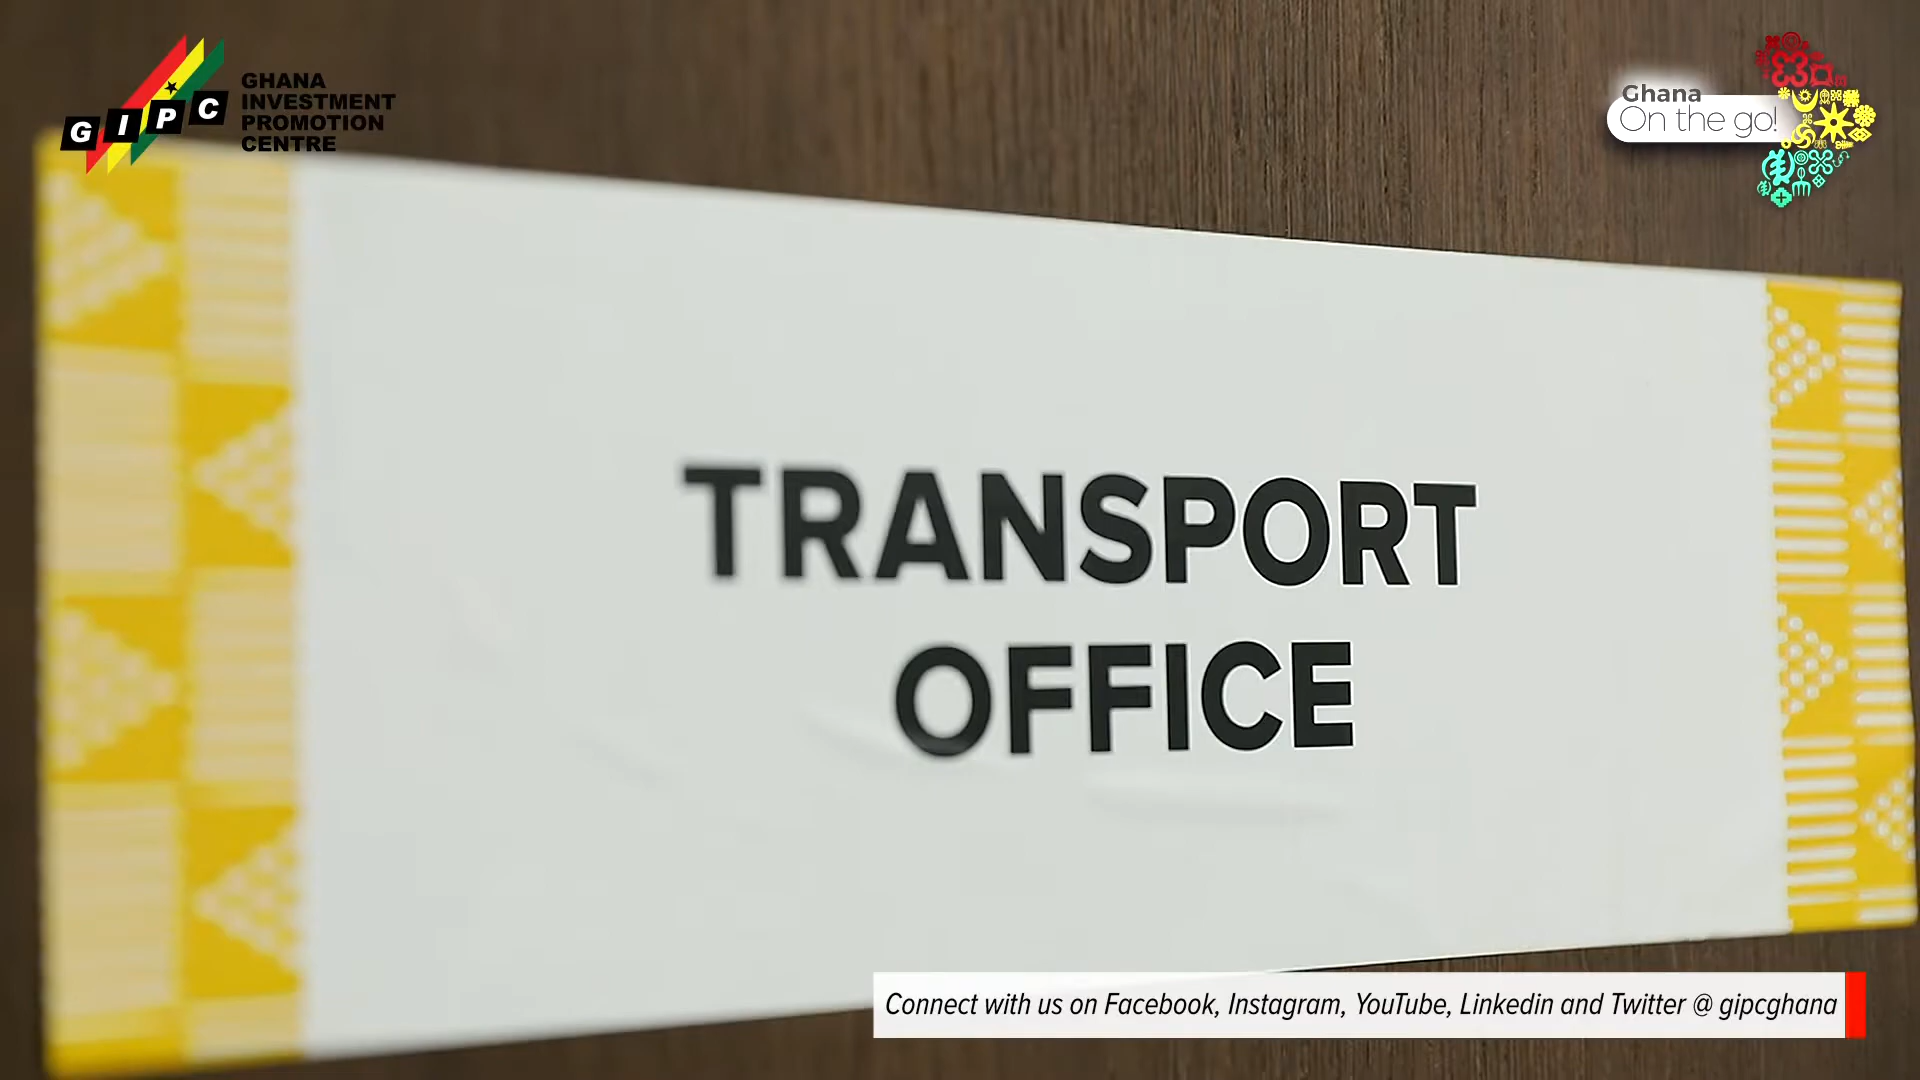 GIPC
GHANA
INVESTMENT
PROMOTION
CENTRE
Ghana
On the go!
TRANSPORT
OFFICE
Connect with us on Facebook, Instagram, YouTube, Linkedin and Twitter @ gipcghana